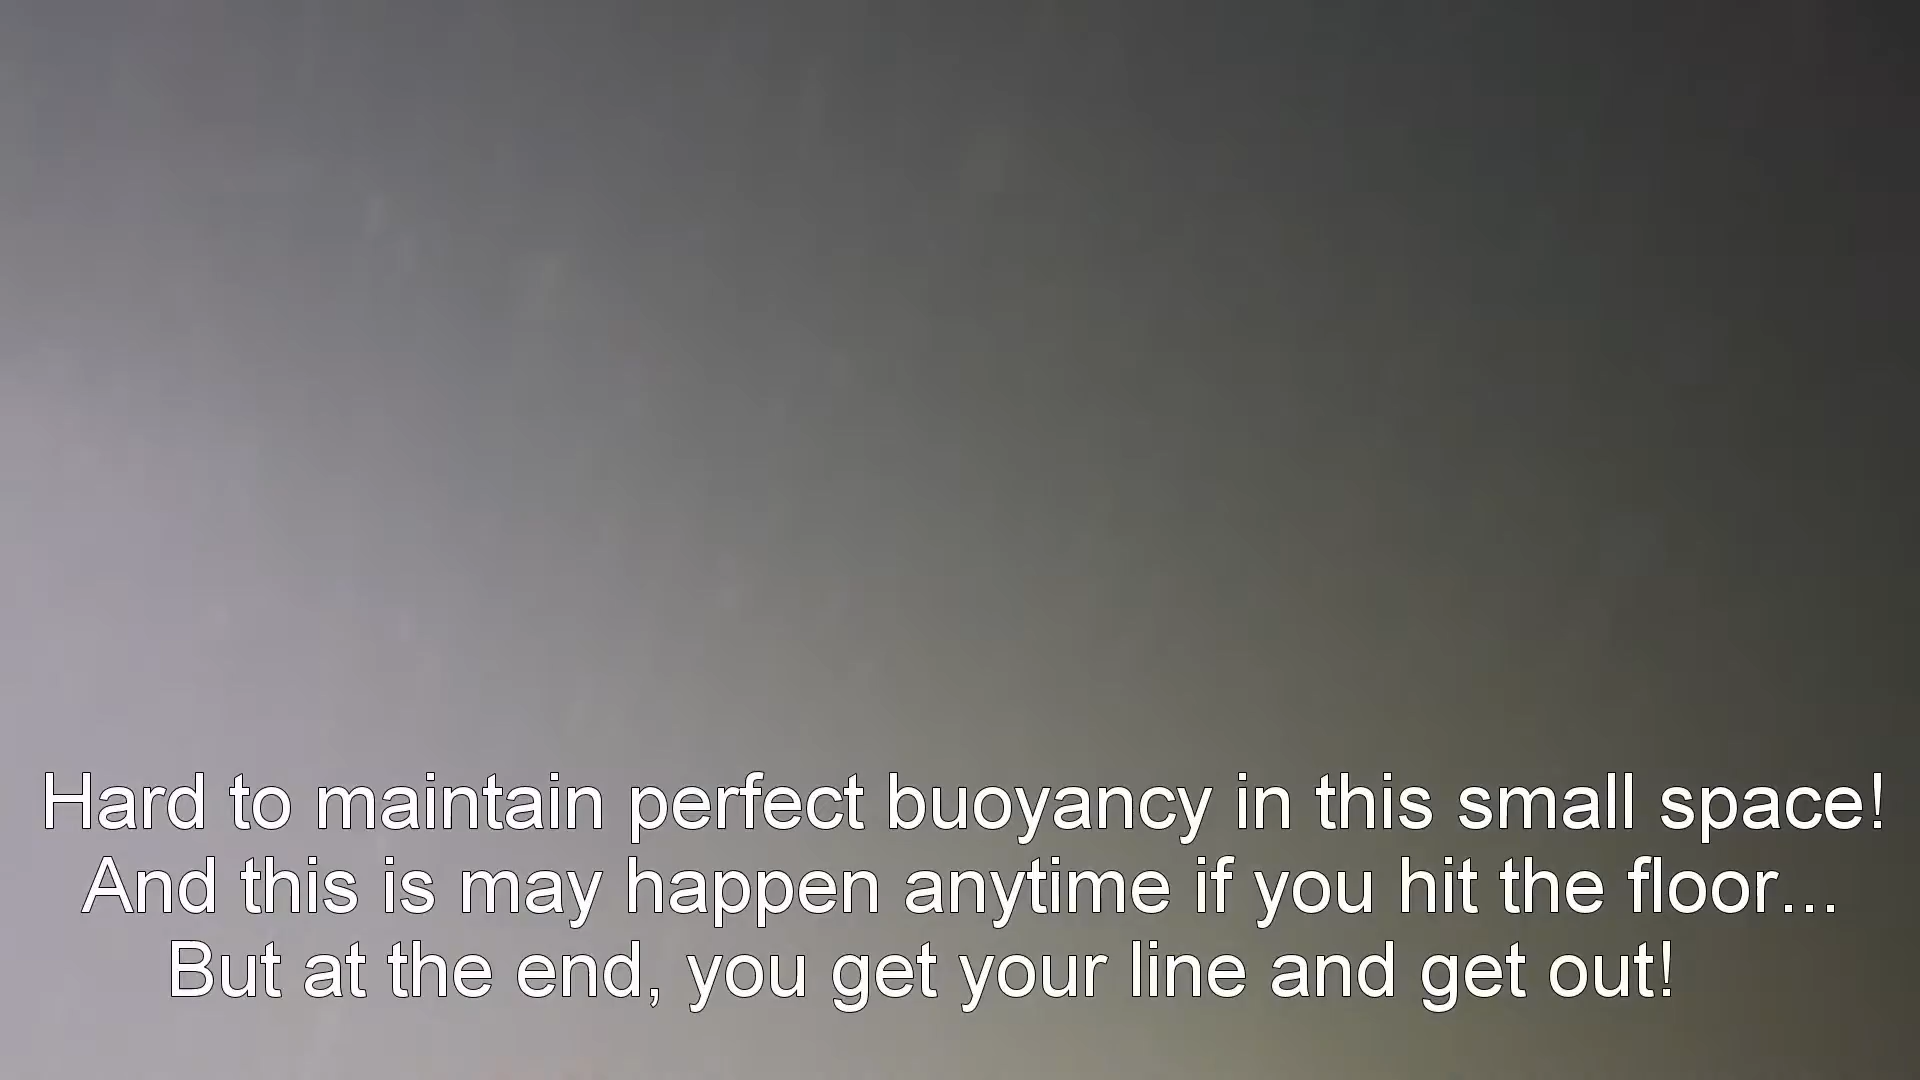 Hard to maintain perfect buoyancy in this small space!
And this is may happen anytime if you hit the floor...
But at the end, you get your line and get out!